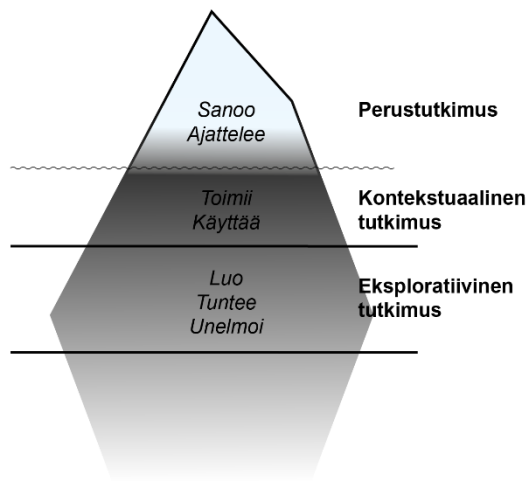 Sanoo
Ajattelee
Perustutkimus
Toimii
Käyttää
Kontekstuaalinen
tutkimus
Luo
Tuntee
Unelmoi
Eksploratiivinen
tutkimus